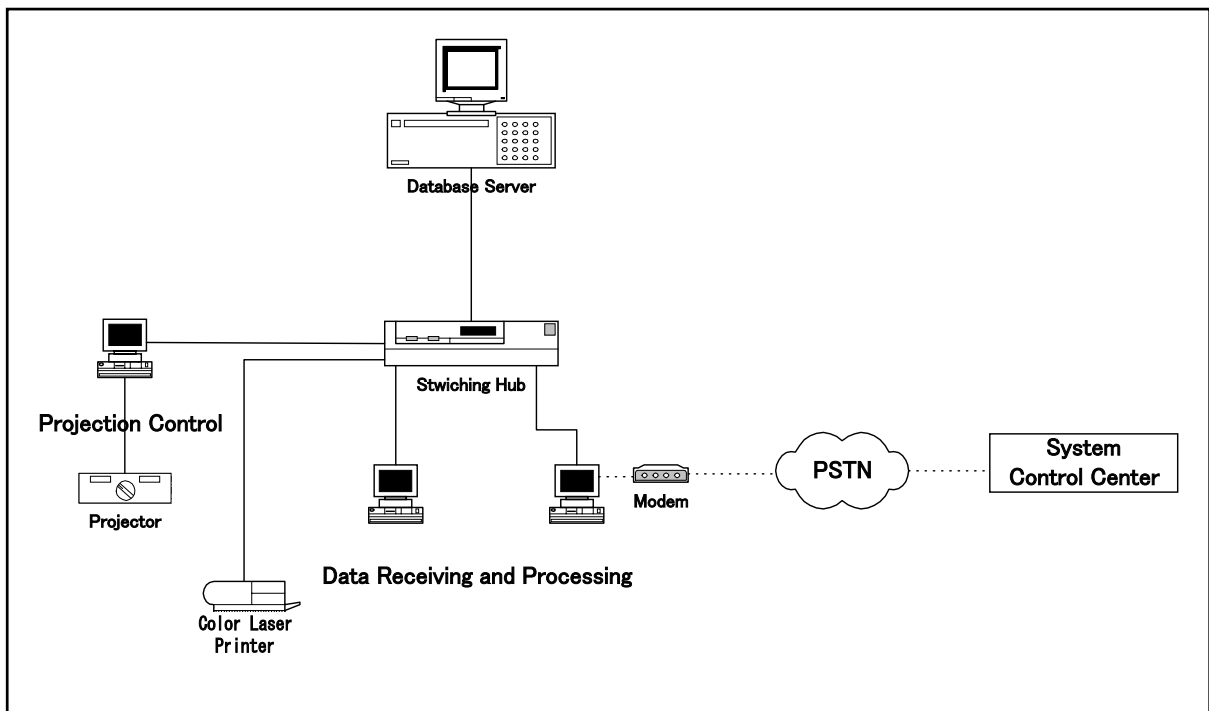 Database Server
Stwiching Hub
Projection Control
Projector
Modem
PSTN
System
Control Center
Data Receiving and Processing
Color Laser
Printer